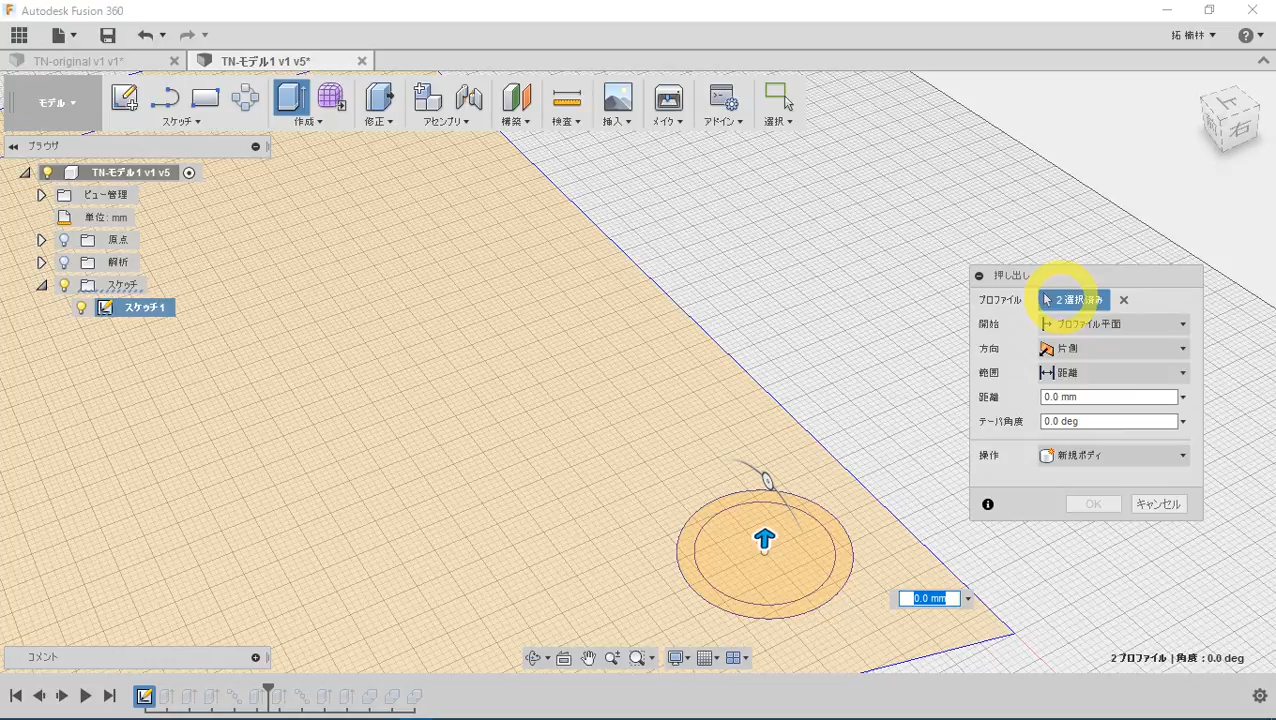 Autodesk Fusion 360
拓 楡林
TN-original v1 v1*
TN-モデル1 v1 v5*
モデル
スケッチ
作成
修正
アセンブリ
構築
検査
挿入
メイク
アドイン
選択
ブラウザ
TN-モデル1 v1 v5
ビュー管理
単位: mm
原点
解析
スケッチ
スケッチ1
上
前
右
押し出し
プロファイル
2 選択済み
開始
プロファイル平面
方向
片側
範囲
距離
距離
0.0 mm
テーパ角度
0.0 deg
操作
新規ボディ
OK
キャンセル
0.0 mm
コメント
2 プロファイル | 角度 : 0.0 deg